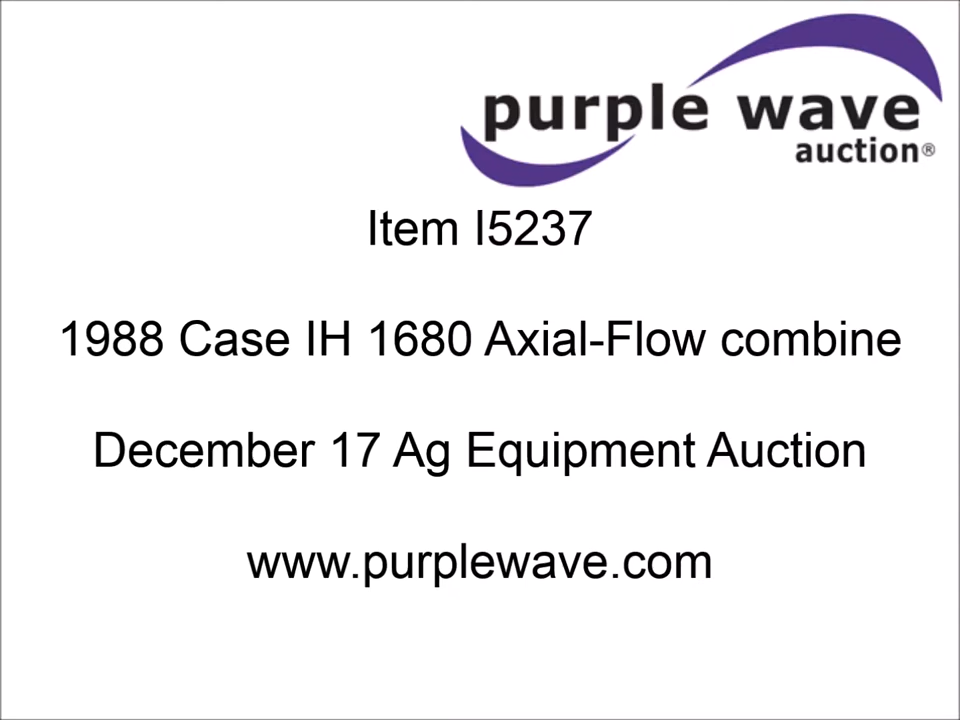 purple wave
auction®
Item I5237
1988 Case IH 1680 Axial-Flow combine
December 17 Ag Equipment Auction
www.purplewave.com